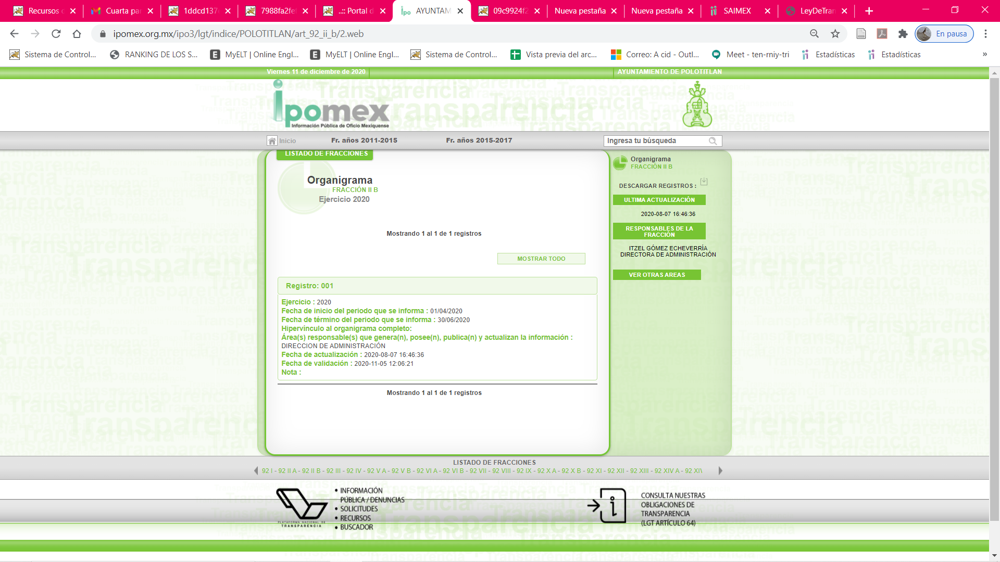 Recursos
Cuarta pa
1ddcd137
7988fa2fe
..:: Portal d
AYUNTAM
09c9924f2
Nueva pestaña
Nueva pestaña
SAIMEX
LeyDeTran
ipomex.org.mx/ipo3/lgt/indice/POLOTITLAN/art_92_ii_b/2.web
En pausa
Sistema de Control...
RANKING DE LOS S...
MyELT | Online Engl...
MyELT | Online Engl...
Sistema de Control...
Vista previa del arc...
Correo: A cid - Outl...
Meet - ten-rniy-tri
Estadísticas
Estadísticas
»
Viernes 11 de diciembre de 2020
AYUNTAMIENTO DE POLOTITLAN
ipomex
Información Pública de Oficio Mexiquense
Transparencia
Inicio
Fr. años 2011-2015
Fr. años 2015-2017
Ingresa tu búsqueda
LISTADO DE FRACCIONES
Organigrama
FRACCIÓN II B
Ejercicio 2020
Mostrando 1 al 1 de 1 registros
MOSTRAR TODO
Registro: 001
Ejercicio : 2020
Fecha de inicio del periodo que se informa : 01/04/2020
Fecha de término del periodo que se informa : 30/06/2020
Hipervínculo al organigrama completo:
Área(s) responsable(s) que genera(n), posee(n), publica(n) y actualizan la información :
DIRECCION DE ADMINISTRACIÓN
Fecha de actualización : 2020-08-07 16:46:36
Fecha de validación : 2020-11-05 12:06:21
Nota :
Mostrando 1 al 1 de 1 registros
Organigrama
FRACCIÓN II B
DESCARGAR REGISTROS :
ULTIMA ACTUALIZACIÓN
2020-08-07 16:46:36
RESPONSABLES DE LA
FRACCIÓN
ITZEL GÓMEZ ECHEVERRÍA
DIRECTORA DE ADMINISTRACIÓN
VER OTRAS AREAS
LISTADO DE FRACCIONES
92 I - 92 II A - 92 II B - 92 III - 92 IV - 92 V A - 92 V B - 92 VI A - 92 VI B - 92 VII - 92 VIII - 92 IX - 92 X A - 92 X B - 92 XI - 92 XII - 92 XIII - 92 XIV A - 92 XIV
PLATAFORMA NACIONAL DE
TRANSPARENCIA
• INFORMACIÓN
PÚBLICA / DENUNCIAS
• SOLICITUDES
• RECURSOS
• BUSCADOR
CONSULTA NUESTRAS
OBLIGACIONES DE
TRANSPARENCIA
(LGT ARTÍCULO 64)